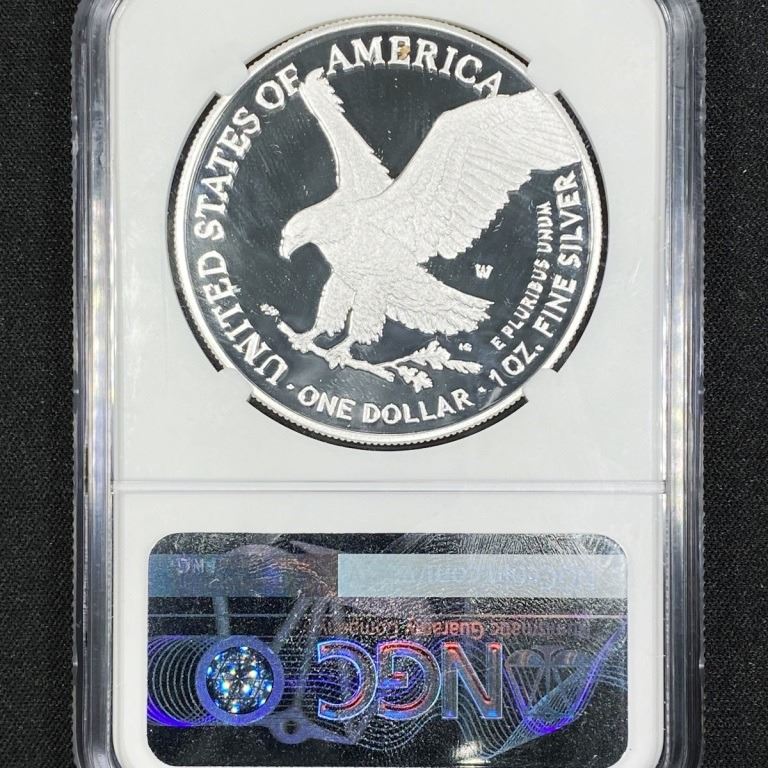 UNITED STATES OF AMERICA
W
E PLURIBUS UNUM
1 OZ. FINE SILVER
· ONE DOLLAR ·
NGC